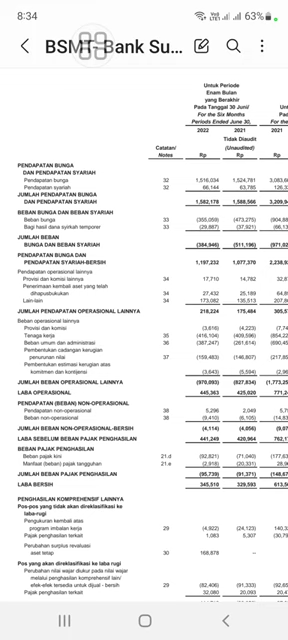 8:34
63%
BSMT- Bank Su...
Untuk Periode
Enam Bulan
yang Berakhir
Pada Tanggal 30 Juni/
For the Six Months
Periods Ended June 30,
2022 2021
Tidak Diaudit
(Unaudited)
Catatan/
Notes Rp Rp Rp
PENDAPATAN BUNGA
DAN PENDAPATAN SYARIAH
Pendapatan bunga 32 1,516,034 1,524,781
Pendapatan syariah 32 66,144 63,785
JUMLAH PENDAPATAN BUNGA
DAN PENDAPATAN SYARIAH 1,582,178 1,588,566
BEBAN BUNGA DAN BEBAN SYARIAH
Beban bunga 33 (355,059) (473,275)
Bagi hasil dana syirkah temporer 33 (29,887) (37,921)
JUMLAH BEBAN
BUNGA DAN BEBAN SYARIAH (384,946) (511,196)
PENDAPATAN BUNGA DAN
PENDAPATAN SYARIAH-BERSIH 1,197,232 1,077,370
Pendapatan operasional lainnya
Provisi dan komisi lainnya 34 17,710 14,782
Penerimaan kembali aset yang telah
dihapusbukukan 34 27,432 25,189
Lain-lain 34 173,082 135,513
JUMLAH PENDAPATAN OPERASIONAL LAINNYA 218,224 175,484
Beban operasional lainnya
Provisi dan komisi (3,616) (4,223)
Tenaga kerja 35 (416,104) (409,596)
Beban umum dan administrasi 36 (387,247) (261,614)
Pembentukan cadangan kerugian
penurunan nilai 37 (159,483) (146,807)
Pembentukan estimasi kerugian atas
komitmen dan kontijensi (3,643) (5,594)
JUMLAH BEBAN OPERASIONAL LAINNYA (970,093) (827,834)
LABA OPERASIONAL 445,363 425,020
PENDAPATAN (BEBAN) NON-OPERASIONAL
Pendapatan non-operasional 38 5,296 2,049
Beban non-operasional 38 (9,410) (6,105)
JUMLAH BEBAN NON-OPERASIONAL-BERSIH (4,114) (4,056)
LABA SEBELUM BEBAN PAJAK PENGHASILAN 441,249 420,964
BEBAN PAJAK PENGHASILAN
Beban pajak kini 21.d (92,821) (71,040)
Manfaat (beban) pajak tangguhan 21.e (2,918) (20,331)
JUMLAH BEBAN PAJAK PENGHASILAN (95,739) (91,371)
LABA BERSIH 345,510 329,593
PENGHASILAN KOMPREHENSIF LAINNYA
Pos-pos yang tidak akan direklasifikasi ke
laba-rugi
Pengukuran kembali atas
program imbalan kerja 29 (4,922) (24,123)
Pajak penghasilan terkait 1,083 5,307
Perubahan surplus revaluasi
aset tetap 30 168,878 –
Pos yang akan direklasifikasi ke laba rugi
Perubahan nilai wajar diukur pada nilai wajar
melalui penghasilan komprehensif lain/
efek-efek tersedia untuk dijual - bersih 29 (82,406) (91,333)
Pajak penghasilan terkait 32,080 20,093